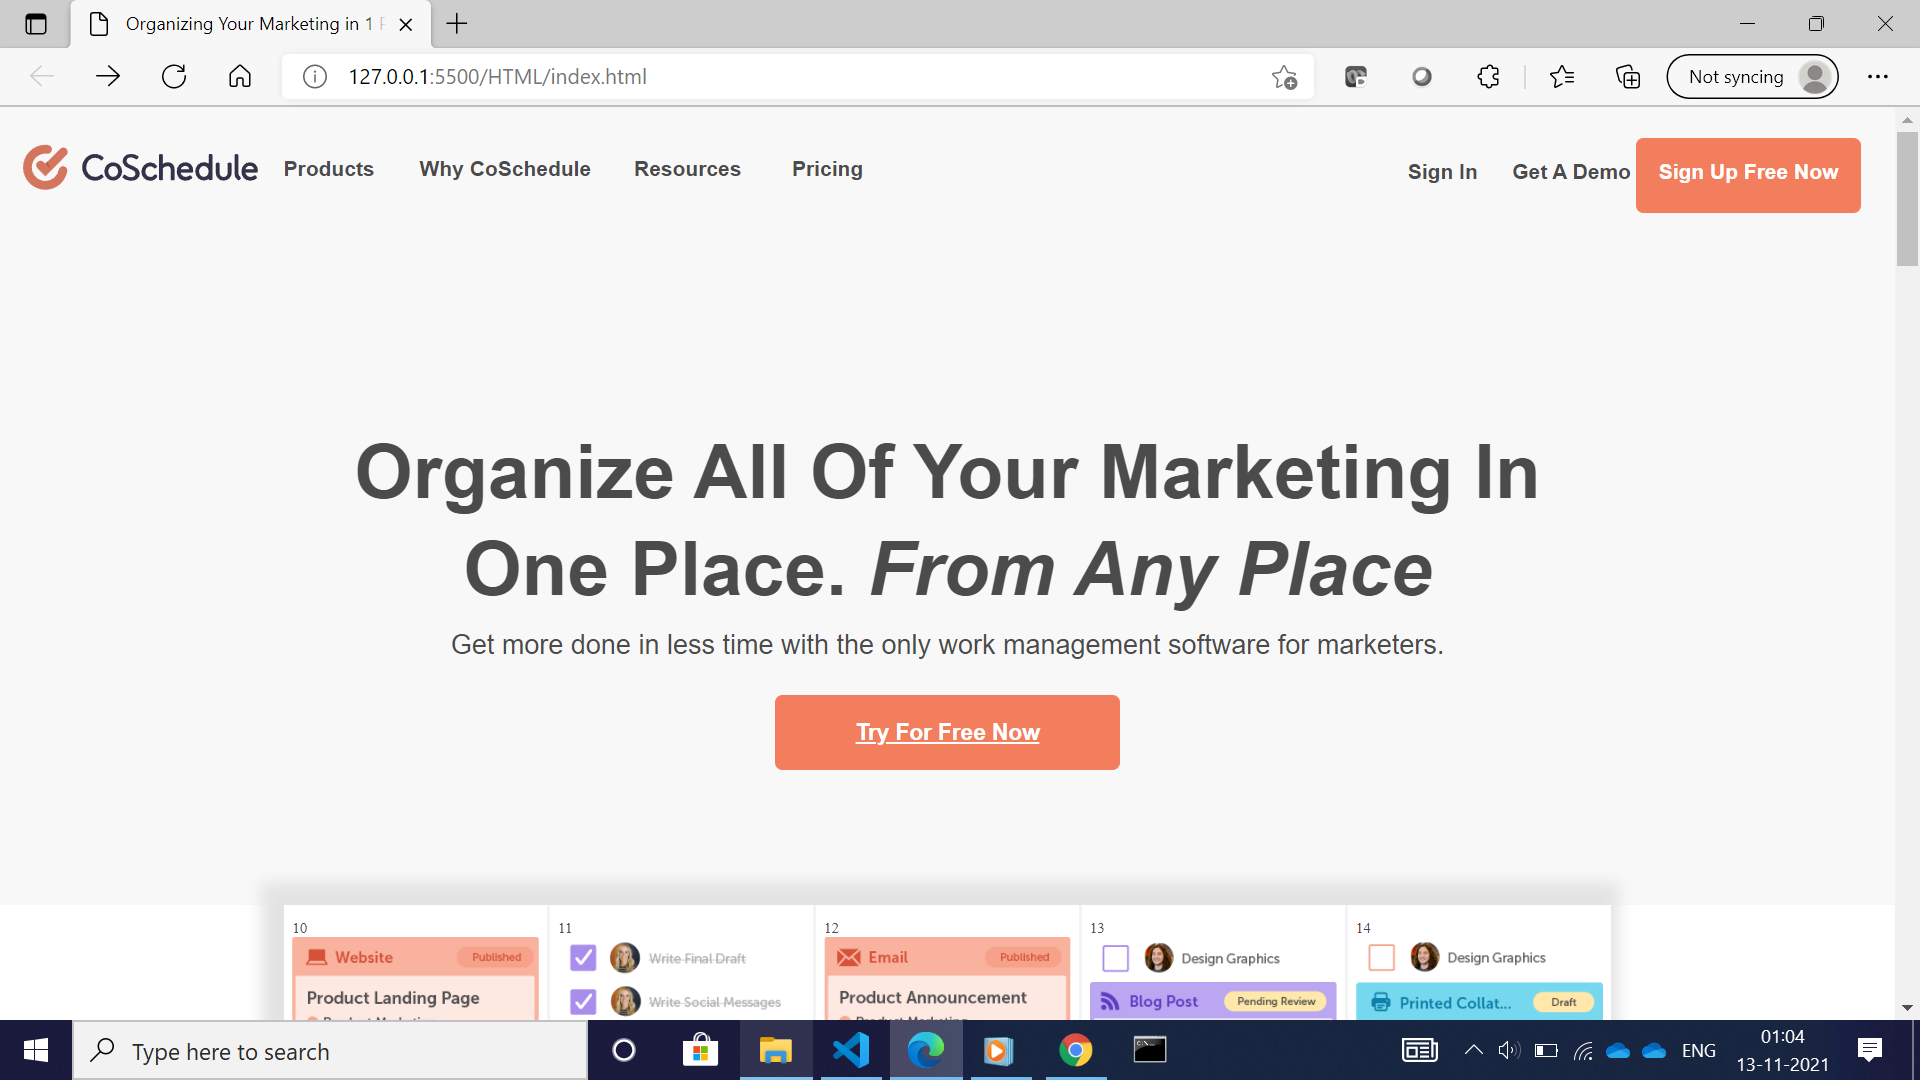 Organizing Your Marketing in 1
127.0.0.1:5500/HTML/index.html
Not syncing
CoSchedule
Products
Why CoSchedule
Resources
Pricing
Sign In
Get A Demo
Sign Up Free Now
Organize All Of Your Marketing In
One Place. From Any Place
Get more done in less time with the only work management software for marketers.
Try For Free Now
10
11
12
13
14
Website
Published
Write Final Draft
Email
Published
Design Graphics
Design Graphics
Product Landing Page
Write Social Messages
Product Announcement
Blog Post
Pending Review
Printed Collat...
Draft
Product Marketing
Product Marketing
Type here to search
ENG
01:04
13-11-2021